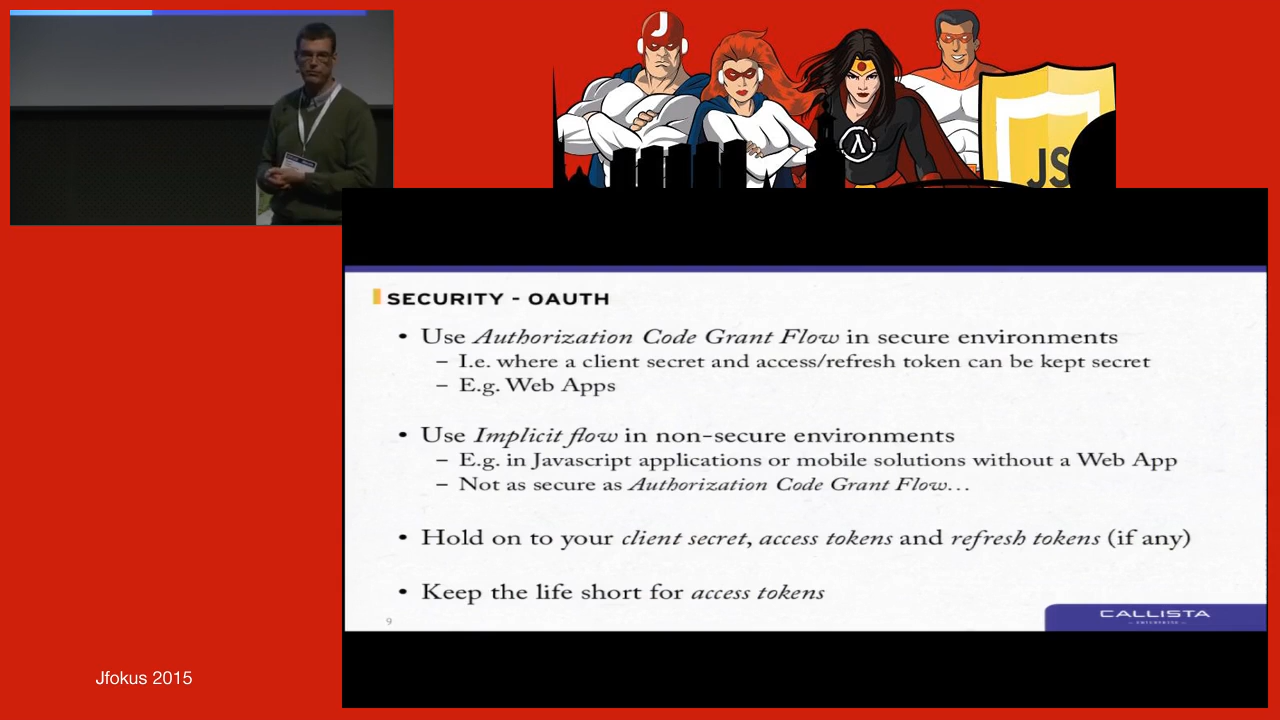 J
JS
SECURITY - OAUTH
• Use Authorization Code Grant Flow in secure environments
– I.e. where a client secret and access/refresh token can be kept secret
– E.g. Web Apps
• Use Implicit flow in non-secure environments
– E.g. in Javascript applications or mobile solutions without a Web App
– Not as secure as Authorization Code Grant Flow…
• Hold on to your client secret, access tokens and refresh tokens (if any)
• Keep the life short for access tokens
9
CALLISTA
— ENTERPRISE —
Jfokus 2015